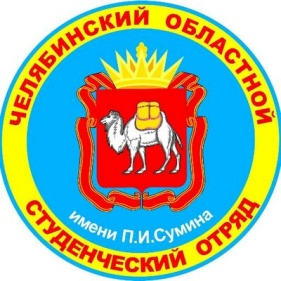 ЧЕЛЯБИНСКИЙ ОБЛАСТНОЙ
имени П.И.Сумина
СТУДЕНЧЕСКИЙ ОТРЯД